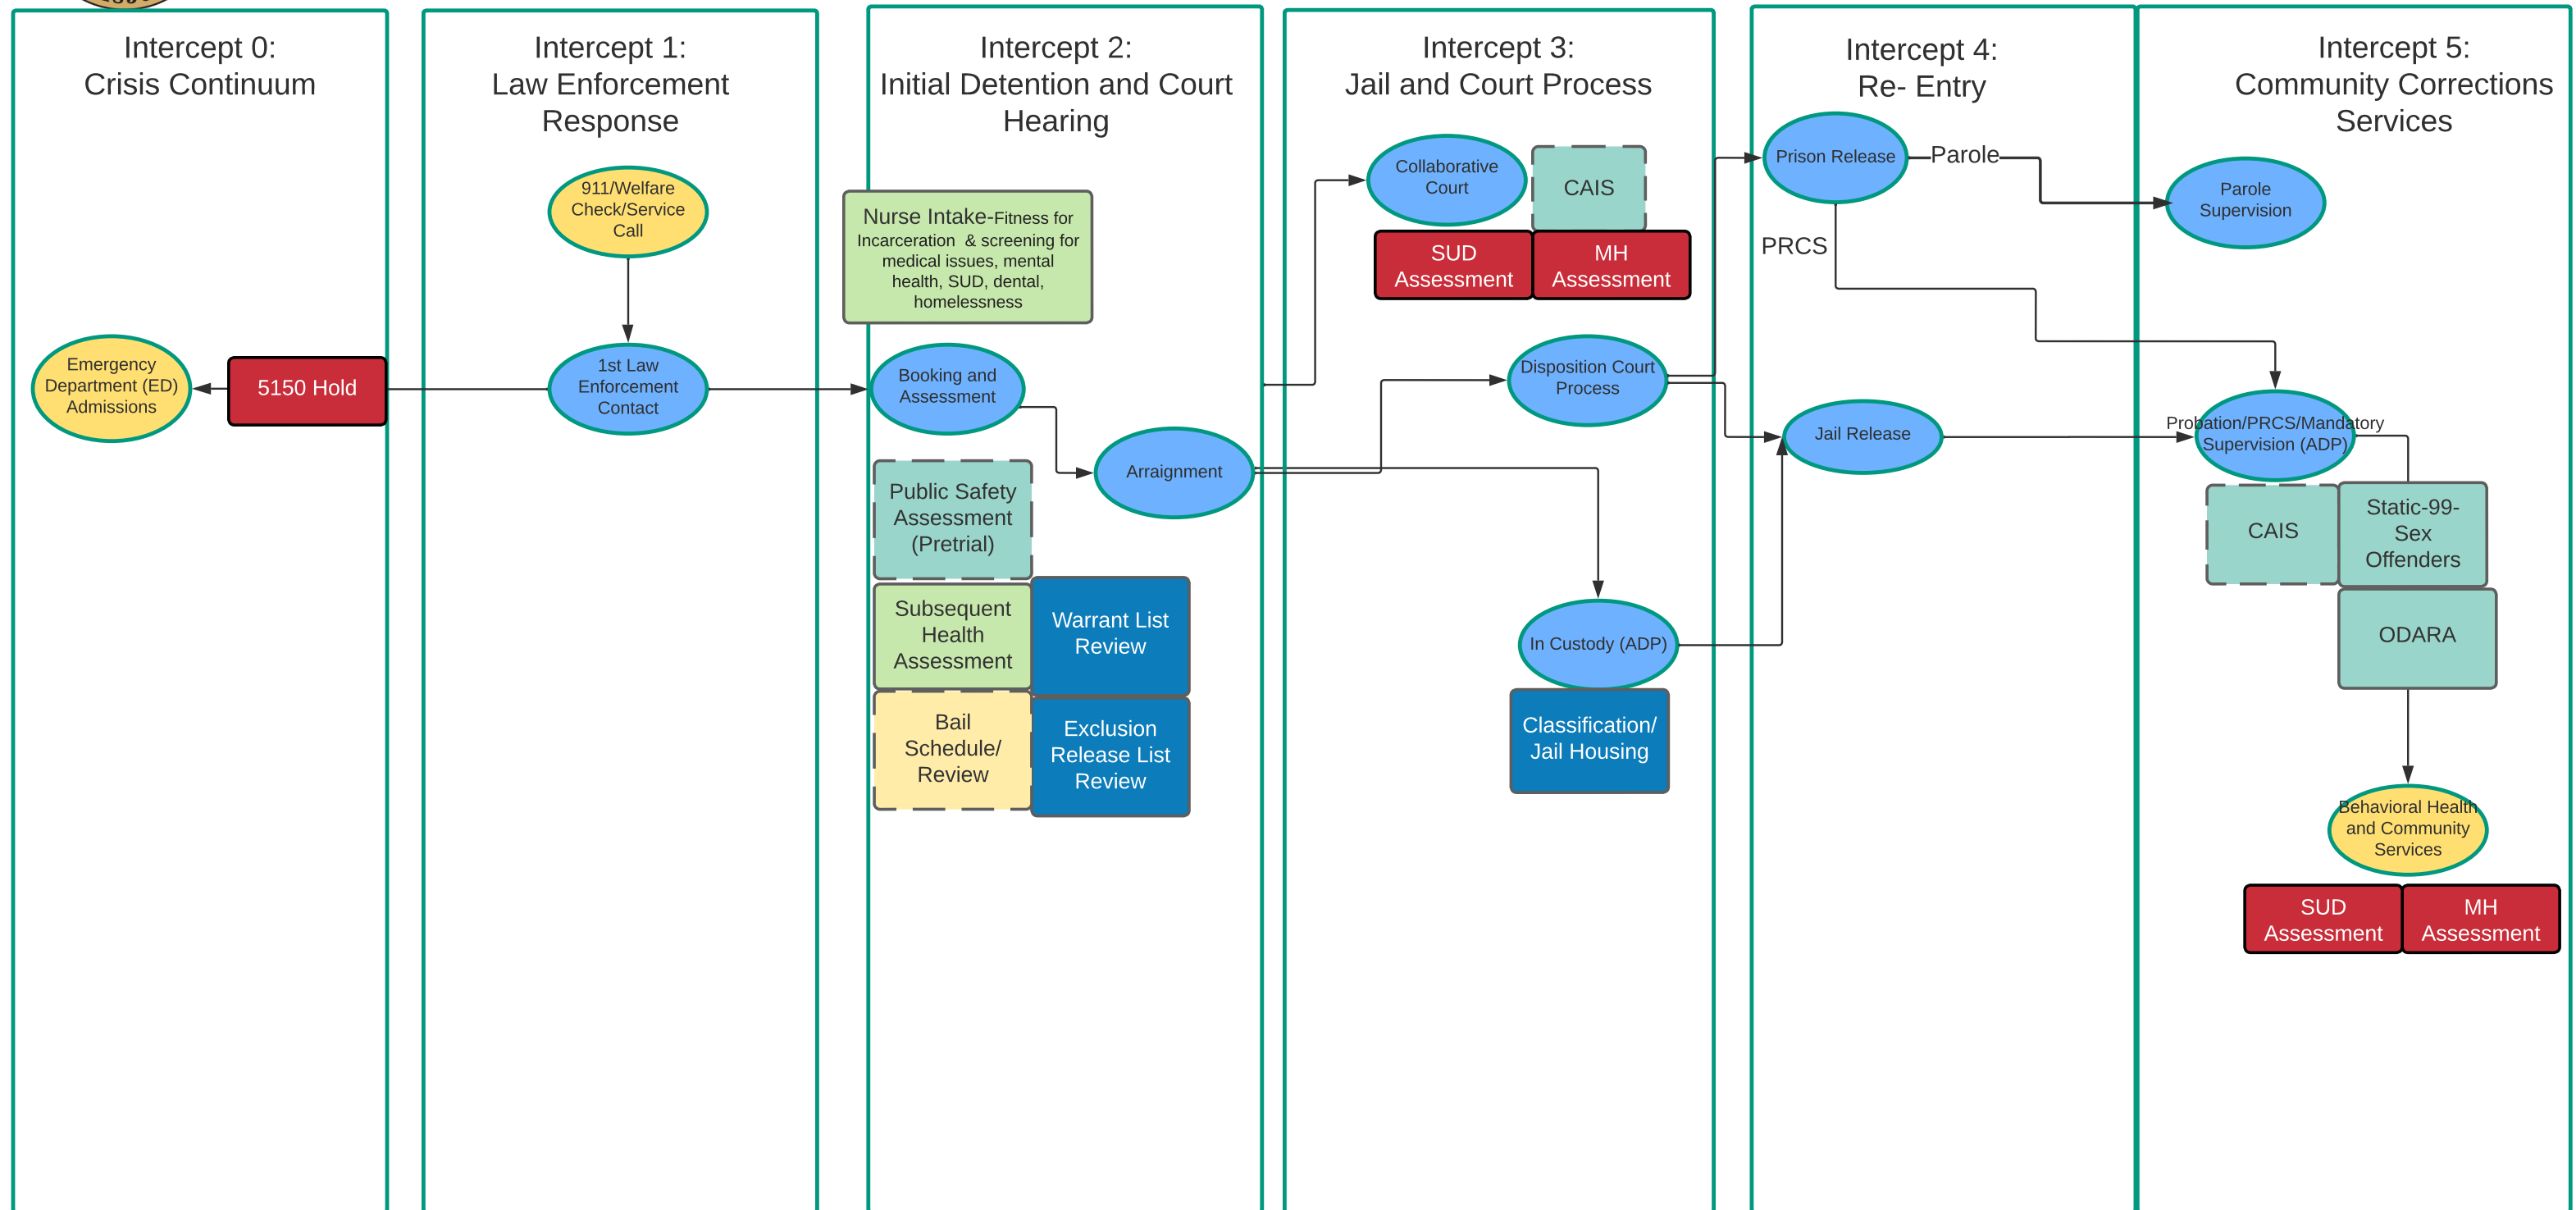 Intercept 0:
Crisis Continuum
Emergency
Department (ED)
Admissions
5150 Hold
Intercept 1:
Law Enforcement
Response
911/Welfare
Check/Service
Call
1st Law
Enforcement
Contact
Intercept 2:
Initial Detention and Court
Hearing
Nurse Intake-Fitness for
Incarceration & screening for
medical issues, mental
health, SUD, dental,
homelessness
Booking and
Assessment
Arraignment
Public Safety
Assessment
(Pretrial)
Subsequent
Health
Assessment
Warrant List
Review
Bail
Schedule/
Review
Exclusion
Release List
Review
Intercept 3:
Jail and Court Process
Collaborative
Court
CAIS
SUD
Assessment
MH
Assessment
Disposition Court
Process
In Custody (ADP)
Classification/
Jail Housing
Intercept 4:
Re- Entry
Prison Release
Parole
PRCS
Jail Release
Intercept 5:
Community Corrections
Services
Parole
Supervision
Probation/PRCS/Mandatory
Supervision (ADP)
CAIS
Static-99-
Sex
Offenders
ODARA
Behavioral Health
and Community
Services
SUD
Assessment
MH
Assessment